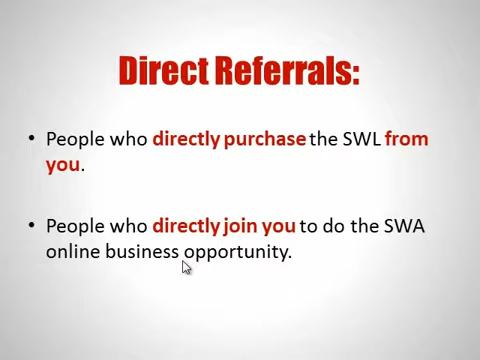 Direct Referrals:
• People who directly purchase the SWL from
you.
• People who directly join you to do the SWA
online business opportunity.